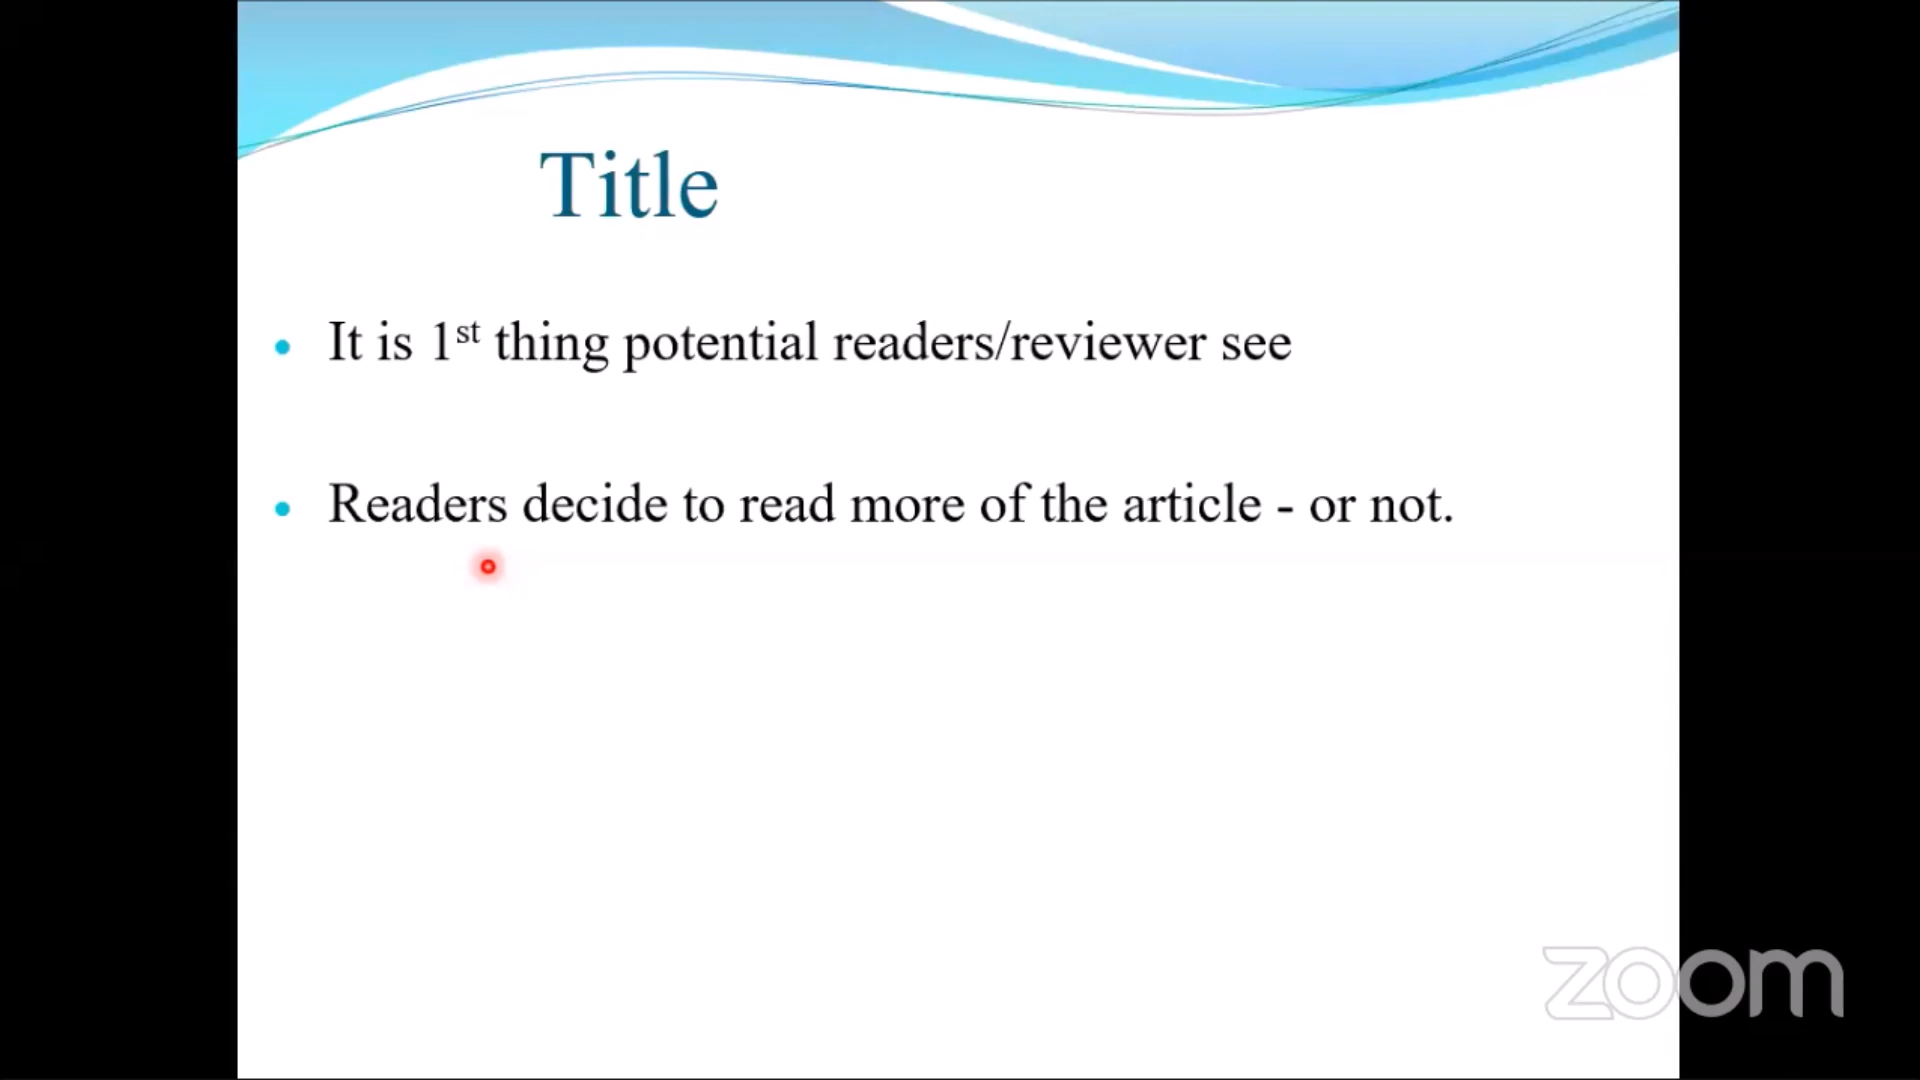 Title
It is 1st thing potential readers/reviewer see
Readers decide to read more of the article - or not.
zoom